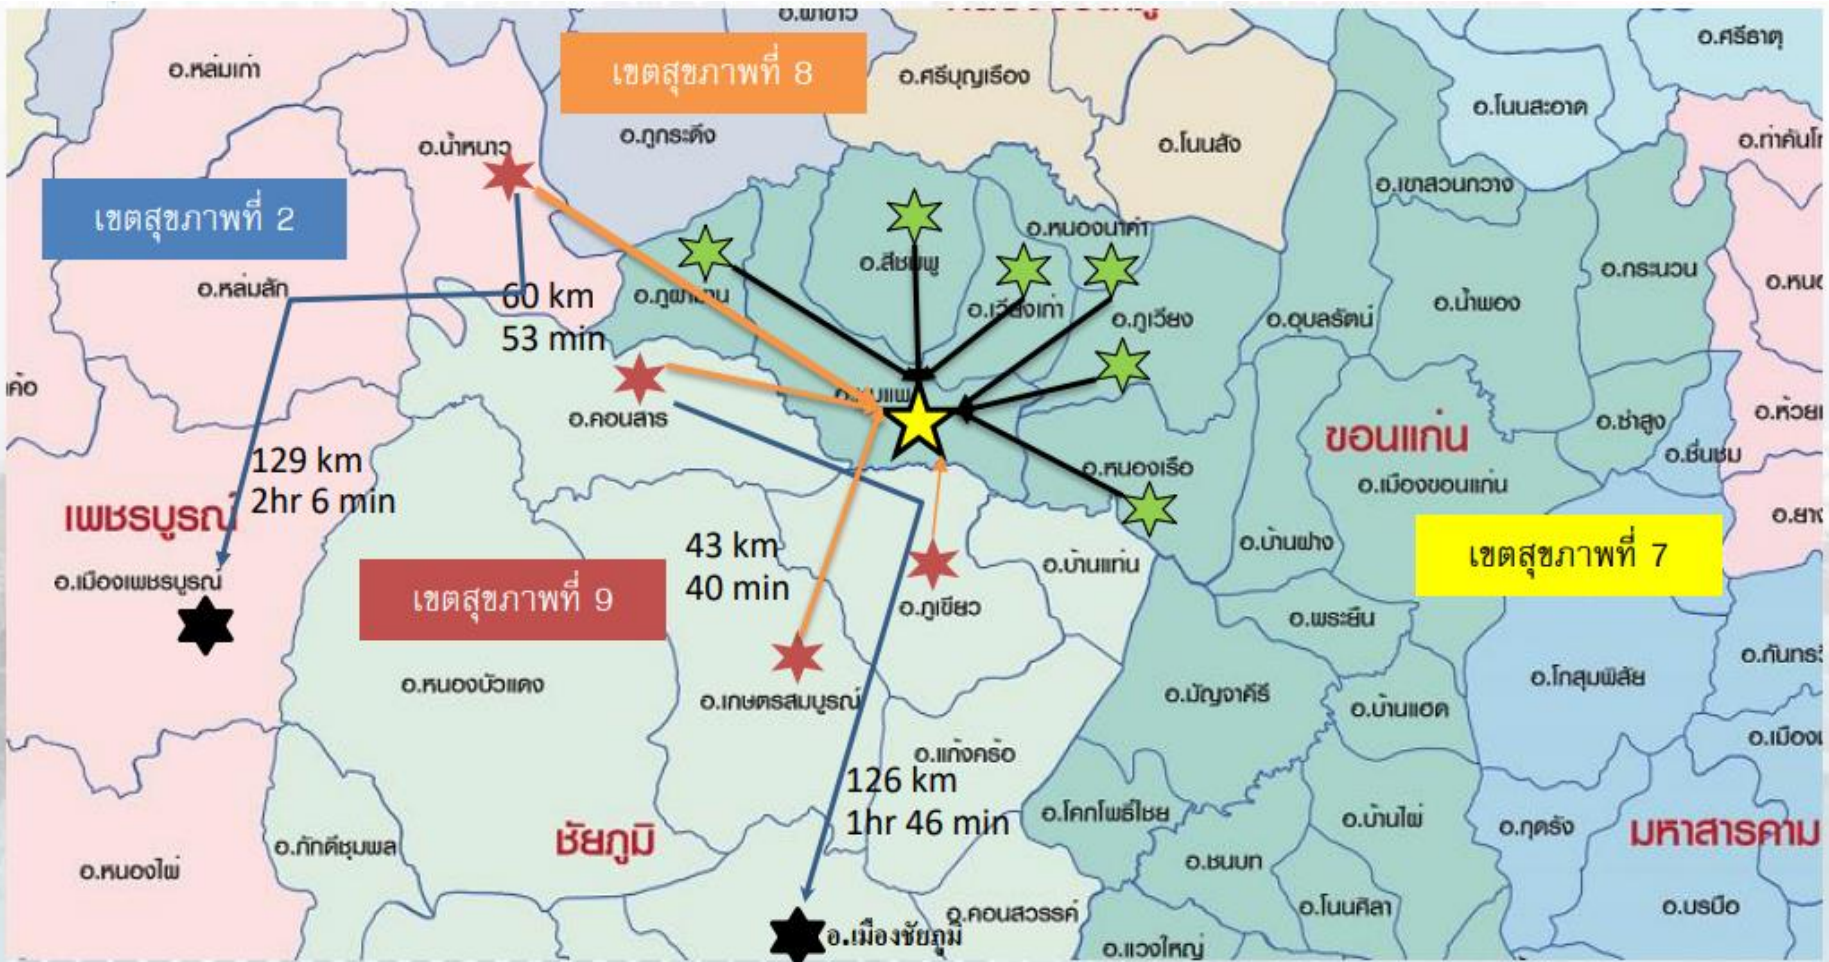 อ.ผาขาว
อ.ศรีธาตุ
อ.หล่มเก่า
เขตสุขภาพที่ 8
อ.ศรีบุญเรือง
อ.โนนสะอาด
อ.น้ำหนาว
อ.ภูกระดึง
อ.โนนสัง
อ.เขาสวนกวาง
เขตสุขภาพที่ 2
อ.หนองนาคำ
อ.หล่มสัก
60 km
53 min
อ.ภูผาม่าน
อ.สีชมพู
อ.เวียงเก่า
อ.ภูเวียง
อ.อุบลรัตน์
อ.น้ำพอง
อ.กระนวน
อ.คอนสาร
อ.ซำสูง
อ.ชื่นชม
ขอนแก่น
อ.หนองเรือ
อ.เมืองขอนแก่น
129 km
2hr 6 min
เพชรบูรณ์
อ.เมืองเพชรบูรณ์
43 km
40 min
อ.บ้านแท่น
อ.บ้านฝาง
เขตสุขภาพที่ 7
เขตสุขภาพที่ 9
อ.ภูเขียว
อ.พระยืน
อ.หนองบัวแดง
อ.เกษตรสมบูรณ์
อ.มัญจาคีรี
อ.บ้านแฮด
อ.โกสุมพิสัย
อ.แก้งคร้อ
126 km
1hr 46 min
อ.โคกโพธิ์ไชย
อ.บ้านไผ่
อ.กุดรัง
มหาสารคาม
ชัยภูมิ
อ.ภักดีชุมพล
อ.หนองไผ่
อ.ชนบท
อ.โนนศิลา
อ.บรบือ
อ.คอนสวรรค์
อ.เมืองชัยภูมิ
อ.แวงใหญ่